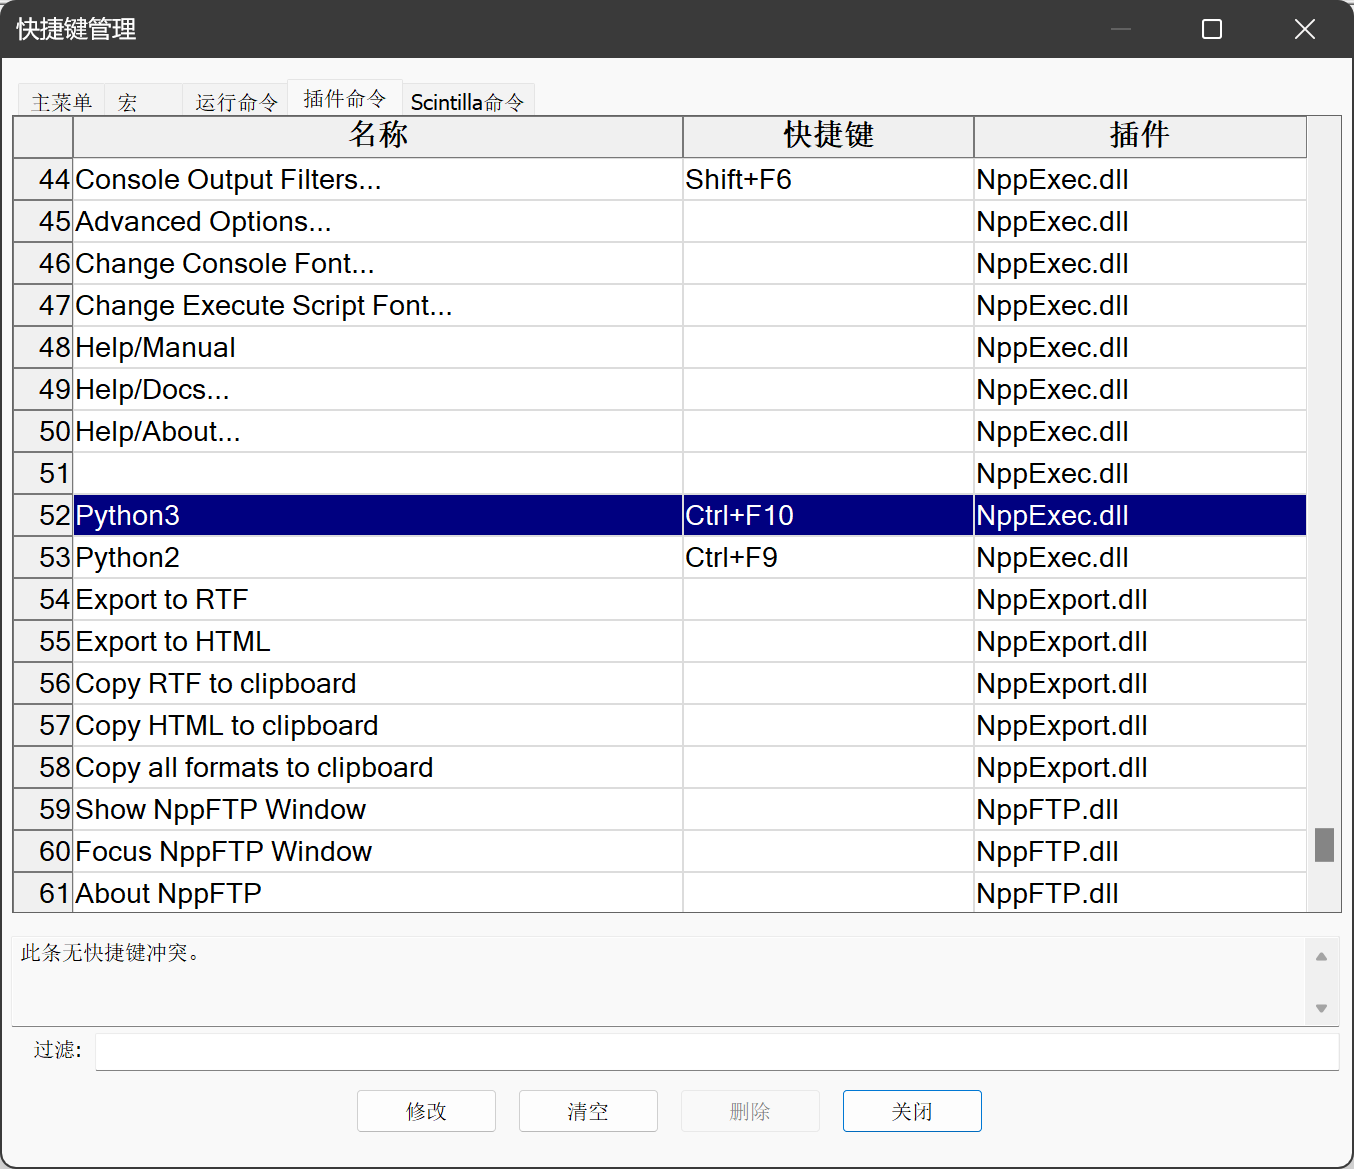 快捷键管理
主菜单 宏 运行命令 插件命令 Scintilla命令
名称 快捷键 插件
44 Console Output Filters... Shift+F6 NppExec.dll
45 Advanced Options... NppExec.dll
46 Change Console Font... NppExec.dll
47 Change Execute Script Font... NppExec.dll
48 Help/Manual NppExec.dll
49 Help/Docs... NppExec.dll
50 Help/About... NppExec.dll
51 NppExec.dll
52 Python3 Ctrl+F10 NppExec.dll
53 Python2 Ctrl+F9 NppExec.dll
54 Export to RTF NppExport.dll
55 Export to HTML NppExport.dll
56 Copy RTF to clipboard NppExport.dll
57 Copy HTML to clipboard NppExport.dll
58 Copy all formats to clipboard NppExport.dll
59 Show NppFTP Window NppFTP.dll
60 Focus NppFTP Window NppFTP.dll
61 About NppFTP NppFTP.dll
此条无快捷键冲突。
过滤:
修改 清空 删除 关闭